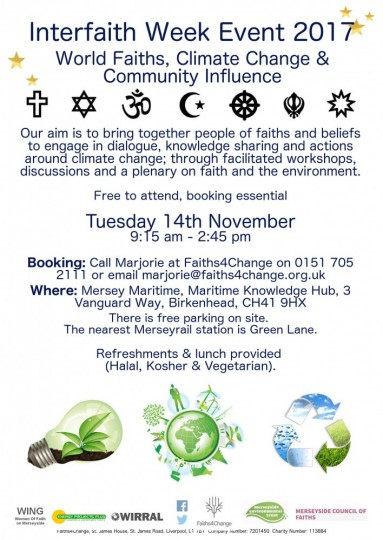 Interfaith Week Event 2017
World Faiths, Climate Change &
Community Influence
Our aim is to bring together people of faiths and beliefs
to engage in dialogue, knowledge sharing and actions
around climate change; through facilitated workshops,
discussions and a plenary on faith and the environment.
Free to attend, booking essential
Tuesday 14th November
9:15 am - 2:45 pm
Booking: Call Marjorie at Faiths4Change on 0151 705
2111 or email marjorie@faiths4change.org.uk
Where: Mersey Maritime, Maritime Knowledge Hub, 3
Vanguard Way, Birkenhead, CH41 9HX
There is free parking on site.
The nearest Merseyrail station is Green Lane.
Refreshments & lunch provided
(Halal, Kosher & Vegetarian).
WING
Women Of Faith
on Merseyside
ENERGY PROJECTS PLUS
WIRRAL
Faiths4Change
MERSEYSIDE COUNCIL OF
FAITHS
Faiths4Change, St. James House, St. James Road, Liverpool, L1 7BY Company number: 7201450 Charity Number: 113884